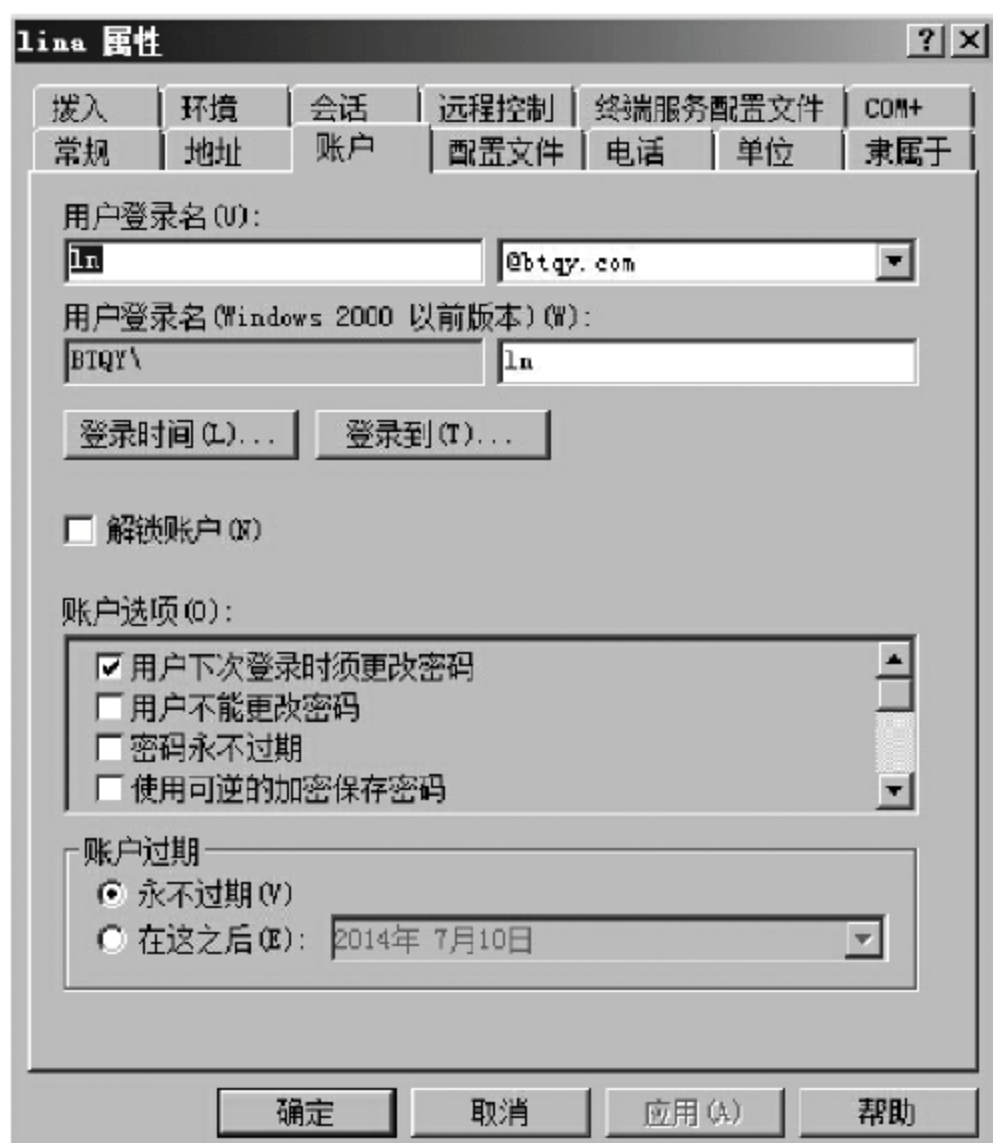 lina 属性
拨入 环境 会话 远程控制 终端服务配置文件 COM+
常规 地址 账户 配置文件 电话 单位 隶属于
用户登录名(U):
ln @btqy.com
用户登录名(Windows 2000 以前版本)(W):
BTQY\ ln
登录时间(L)... 登录到(T)...
解锁账户(N)
账户选项(O):
用户下次登录时须更改密码
用户不能更改密码
密码永不过期
使用可逆的加密保存密码
账户过期
永不过期(V)
在这之后(E): 2014年 7月10日
确定 取消 应用(A) 帮助